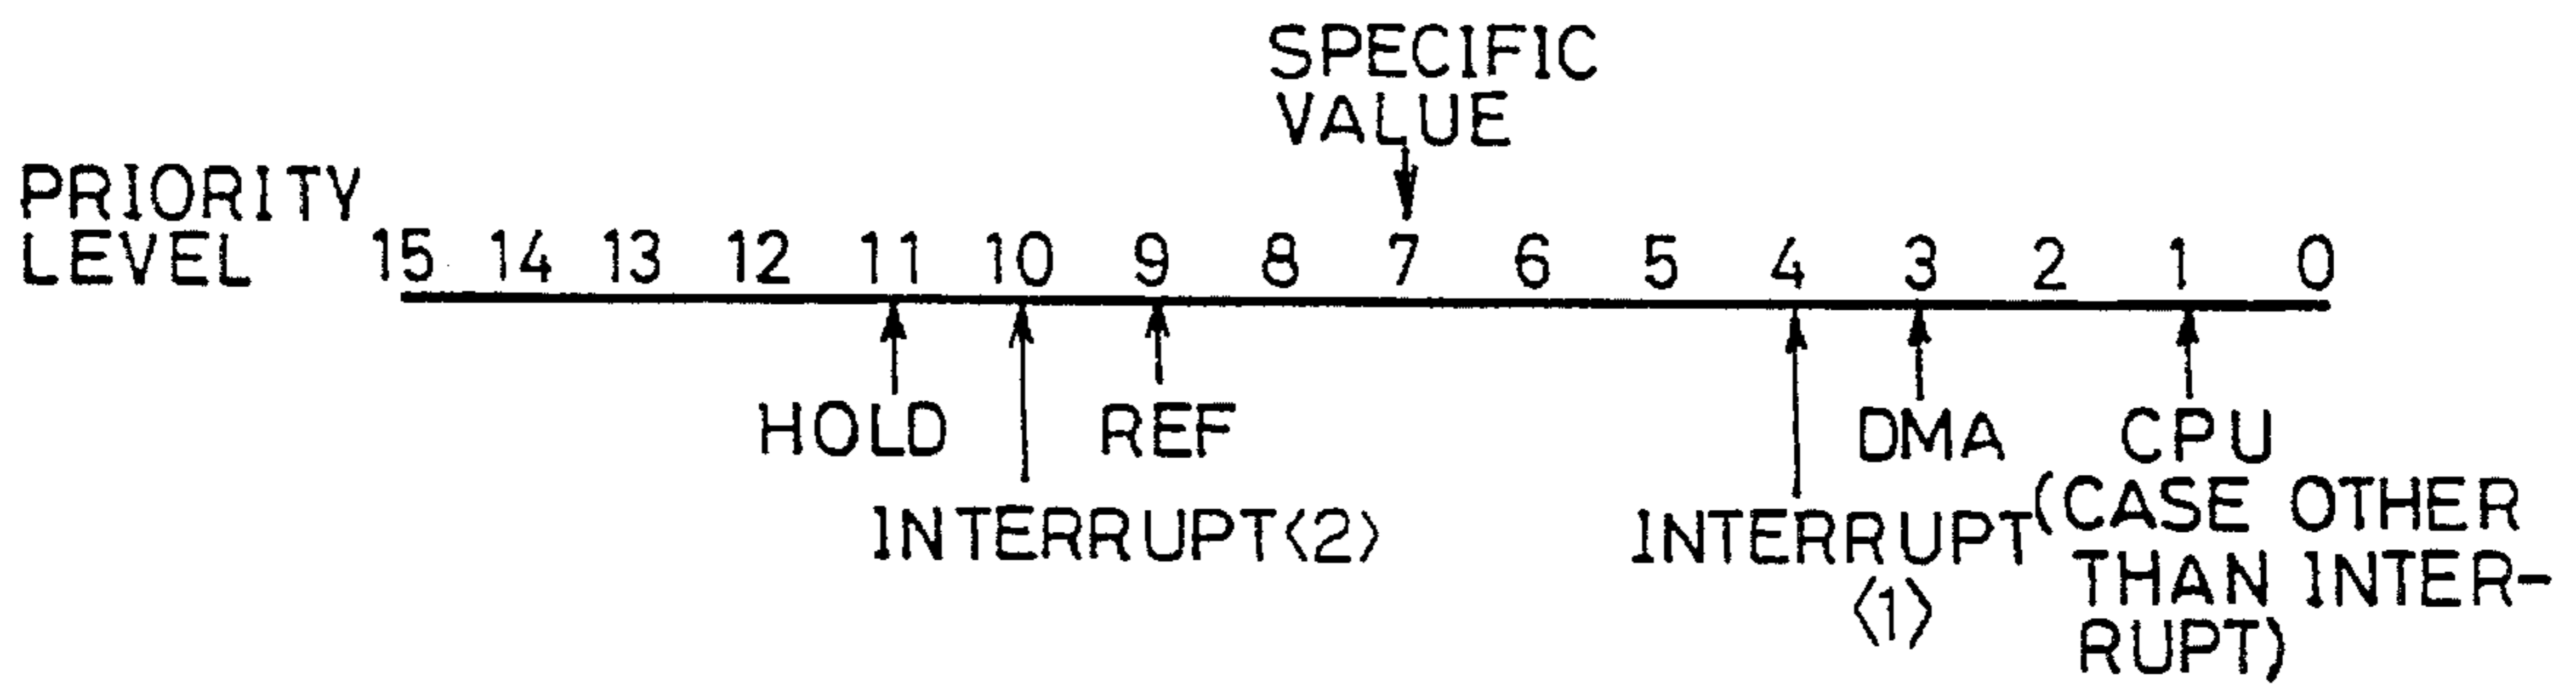 SPECIFIC
VALUE
PRIORITY
LEVEL
15 14 13 12 11 10 9 8 7 6 5 4 3 2 1 0
HOLD REF DMA CPU
INTERRUPT〈2〉 INTERRUPT (CASE OTHER
〈1〉 THAN INTER-
RUPT)